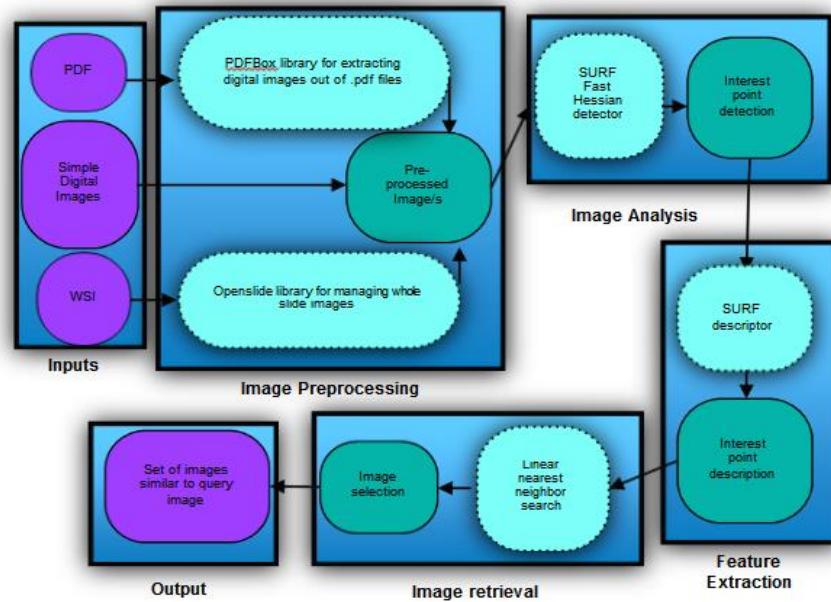 PDF
Simple
Digital
Images
WSI
Inputs
PDFBox library for extracting
digital images out of .pdf files
Pre-
processed
Image/s
Openslide library for managing whole
slide images
Image Preprocessing
SURF
Fast
Hessian
detector
Interest
point
detection
Image Analysis
SURF
descriptor
Interest
point
description
Feature
Extraction
Linear
nearest
neighbor
search
Image
selection
Image retrieval
Set of images
similar to query
image
Output